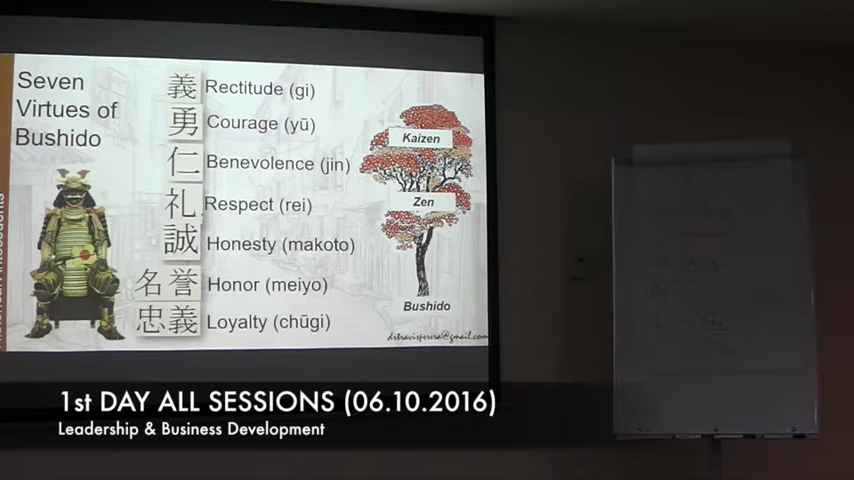 Seven
Virtues of
Bushido
義 Rectitude (gi)
勇 Courage (yū)
仁 Benevolence (jin)
礼 Respect (rei)
誠 Honesty (makoto)
名誉 Honor (meiyo)
忠義 Loyalty (chūgi)
Kaizen
Zen
Bushido
drtravisperera@gmail.com
1st DAY ALL SESSIONS (06.10.2016)
Leadership & Business Development